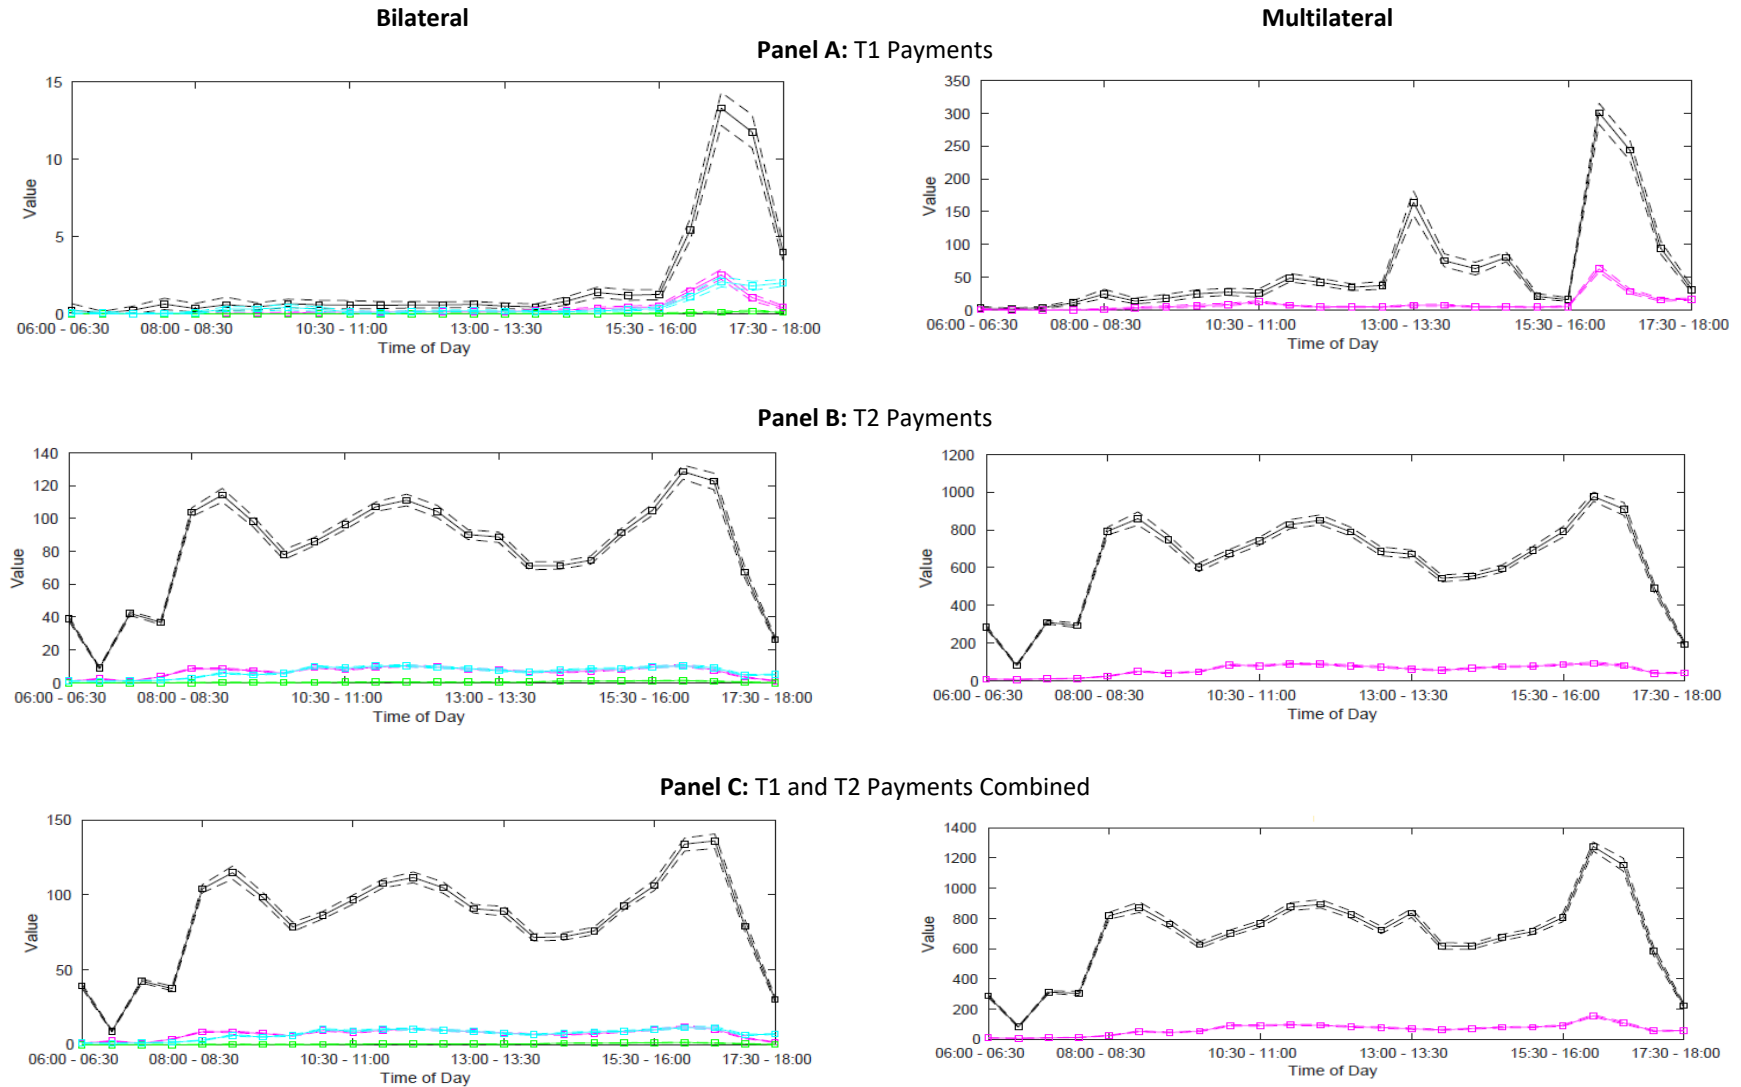 Bilateral
Multilateral
Panel A: T1 Payments
15
10
5
0
Value
06:00 - 06:30
08:00 - 08:30
10:30 - 11:00
13:00 - 13:30
15:30 - 16:00
17:30 - 18:00
Time of Day
350
300
250
200
150
100
50
0
Value
06:00 - 06:30
08:00 - 08:30
10:30 - 11:00
13:00 - 13:30
15:30 - 16:00
17:30 - 18:00
Time of Day
Panel B: T2 Payments
140
120
100
80
60
40
20
0
Value
06:00 - 06:30
08:00 - 08:30
10:30 - 11:00
13:00 - 13:30
15:30 - 16:00
17:30 - 18:00
Time of Day
1200
1000
800
600
400
200
0
Value
06:00 - 06:30
08:00 - 08:30
10:30 - 11:00
13:00 - 13:30
15:30 - 16:00
17:30 - 18:00
Time of Day
Panel C: T1 and T2 Payments Combined
150
100
50
0
Value
06:00 - 06:30
08:00 - 08:30
10:30 - 11:00
13:00 - 13:30
15:30 - 16:00
17:30 - 18:00
Time of Day
1400
1200
1000
800
600
400
200
0
Value
06:00 - 06:30
08:00 - 08:30
10:30 - 11:00
13:00 - 13:30
15:30 - 16:00
17:30 - 18:00
Time of Day